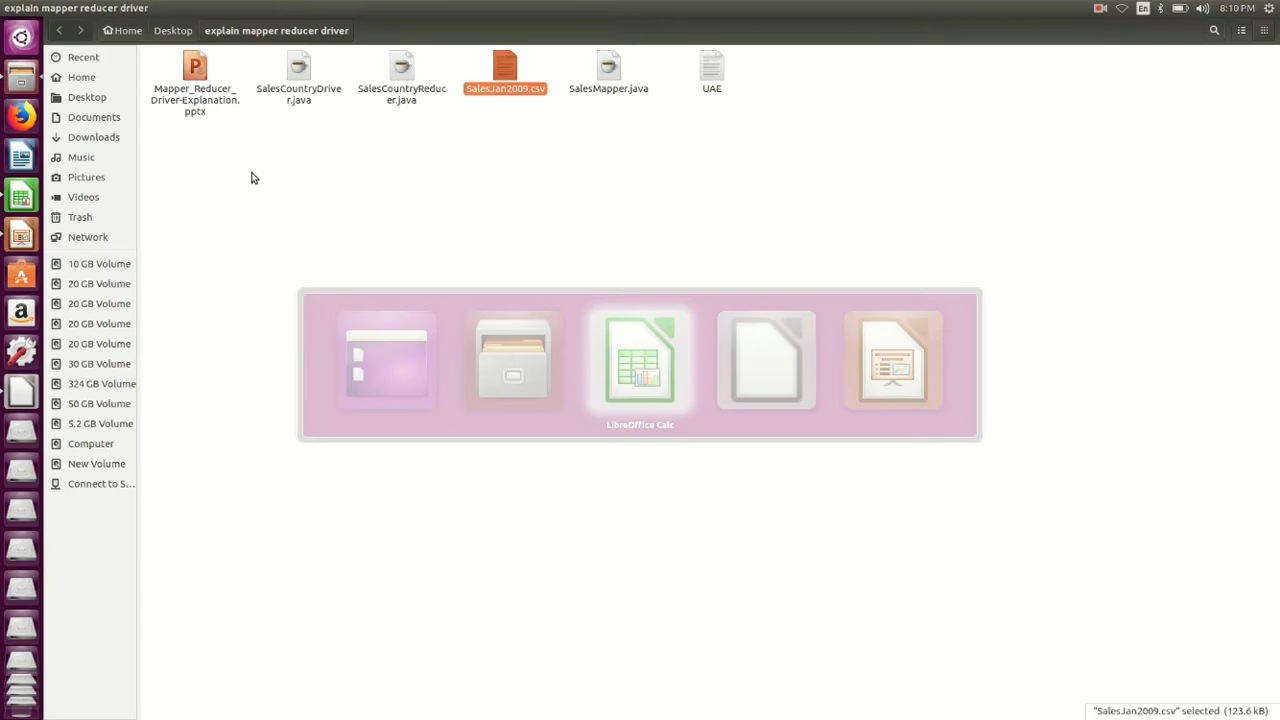 explain mapper reducer driver
En
8:10 PM
Home
Desktop
explain mapper reducer driver
Recent
Home
Desktop
Documents
Downloads
Music
Pictures
Videos
Trash
Network
10 GB Volume
20 GB Volume
20 GB Volume
20 GB Volume
20 GB Volume
30 GB Volume
324 GB Volume
50 GB Volume
5.2 GB Volume
Computer
New Volume
Connect to S...
Mapper_Reducer_
Driver-Explanation.
pptx
SalesCountryDrive
r.java
SalesCountryReduc
er.java
SalesJan2009.csv
SalesMapper.java
UAE
LibreOffice Calc
"SalesJan2009.csv" selected (123.6 kB)